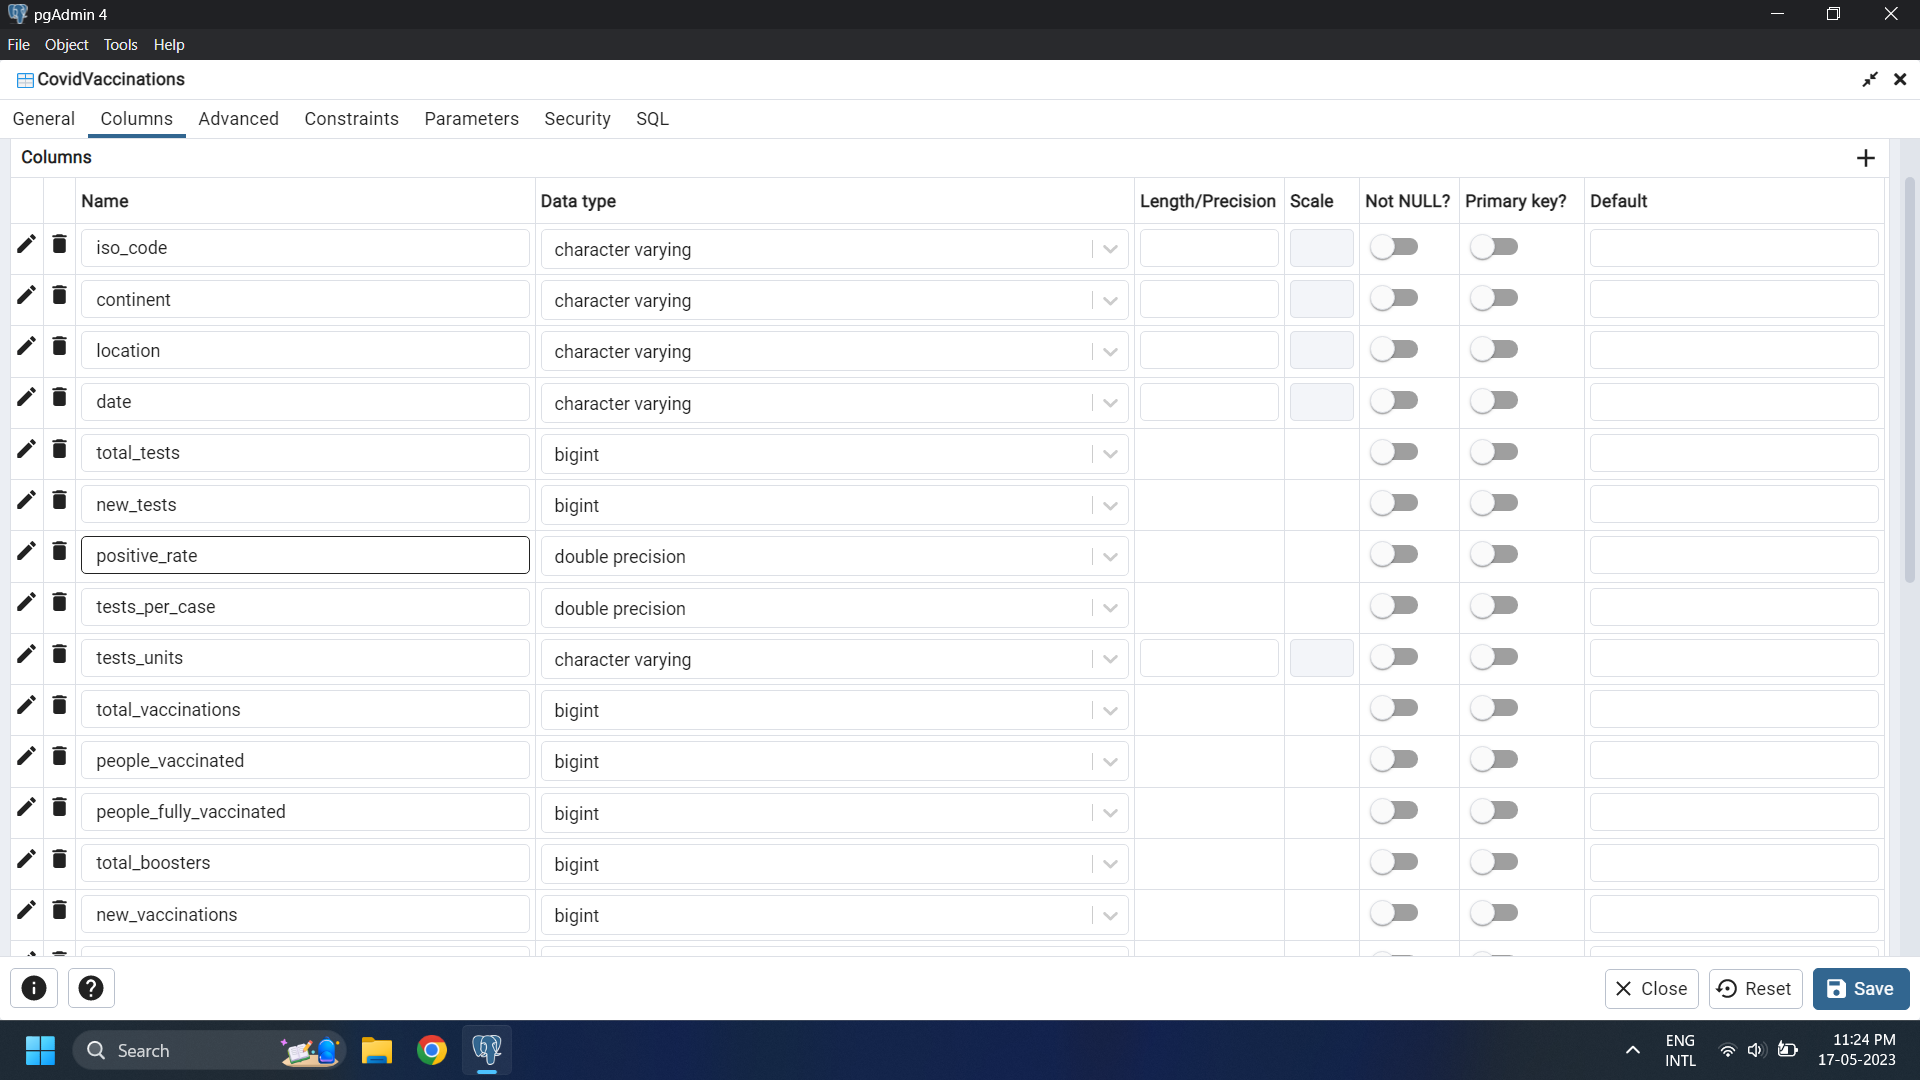 pgAdmin 4
File Object Tools Help
CovidVaccinations
General Columns Advanced Constraints Parameters Security SQL
Columns
Name Data type Length/Precision Scale Not NULL? Primary key? Default
iso_code character varying
continent character varying
location character varying
date character varying
total_tests bigint
new_tests bigint
positive_rate double precision
tests_per_case double precision
tests_units character varying
total_vaccinations bigint
people_vaccinated bigint
people_fully_vaccinated bigint
total_boosters bigint
new_vaccinations bigint
Close Reset Save
Search
ENG
INTL
11:24 PM
17-05-2023